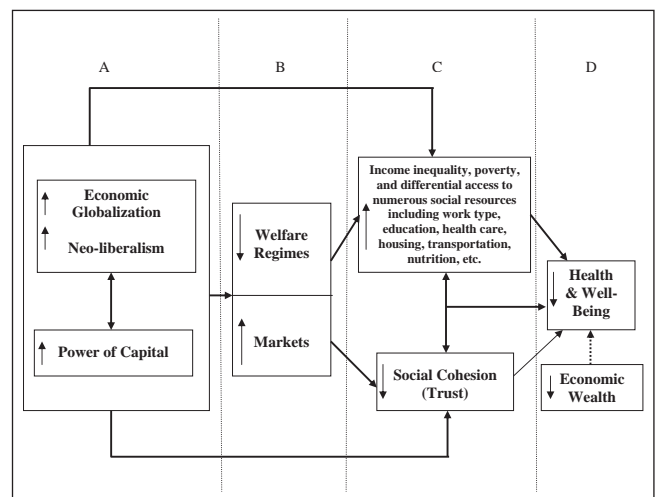 A
B
C
D
Economic
Globalization
Neo-liberalism
Power of Capital
Welfare
Regimes
Markets
Income inequality, poverty,
and differential access to
numerous social resources
including work type,
education, health care,
housing, transportation,
nutrition, etc.
Social Cohesion
(Trust)
Health
& Well-
Being
Economic
Wealth